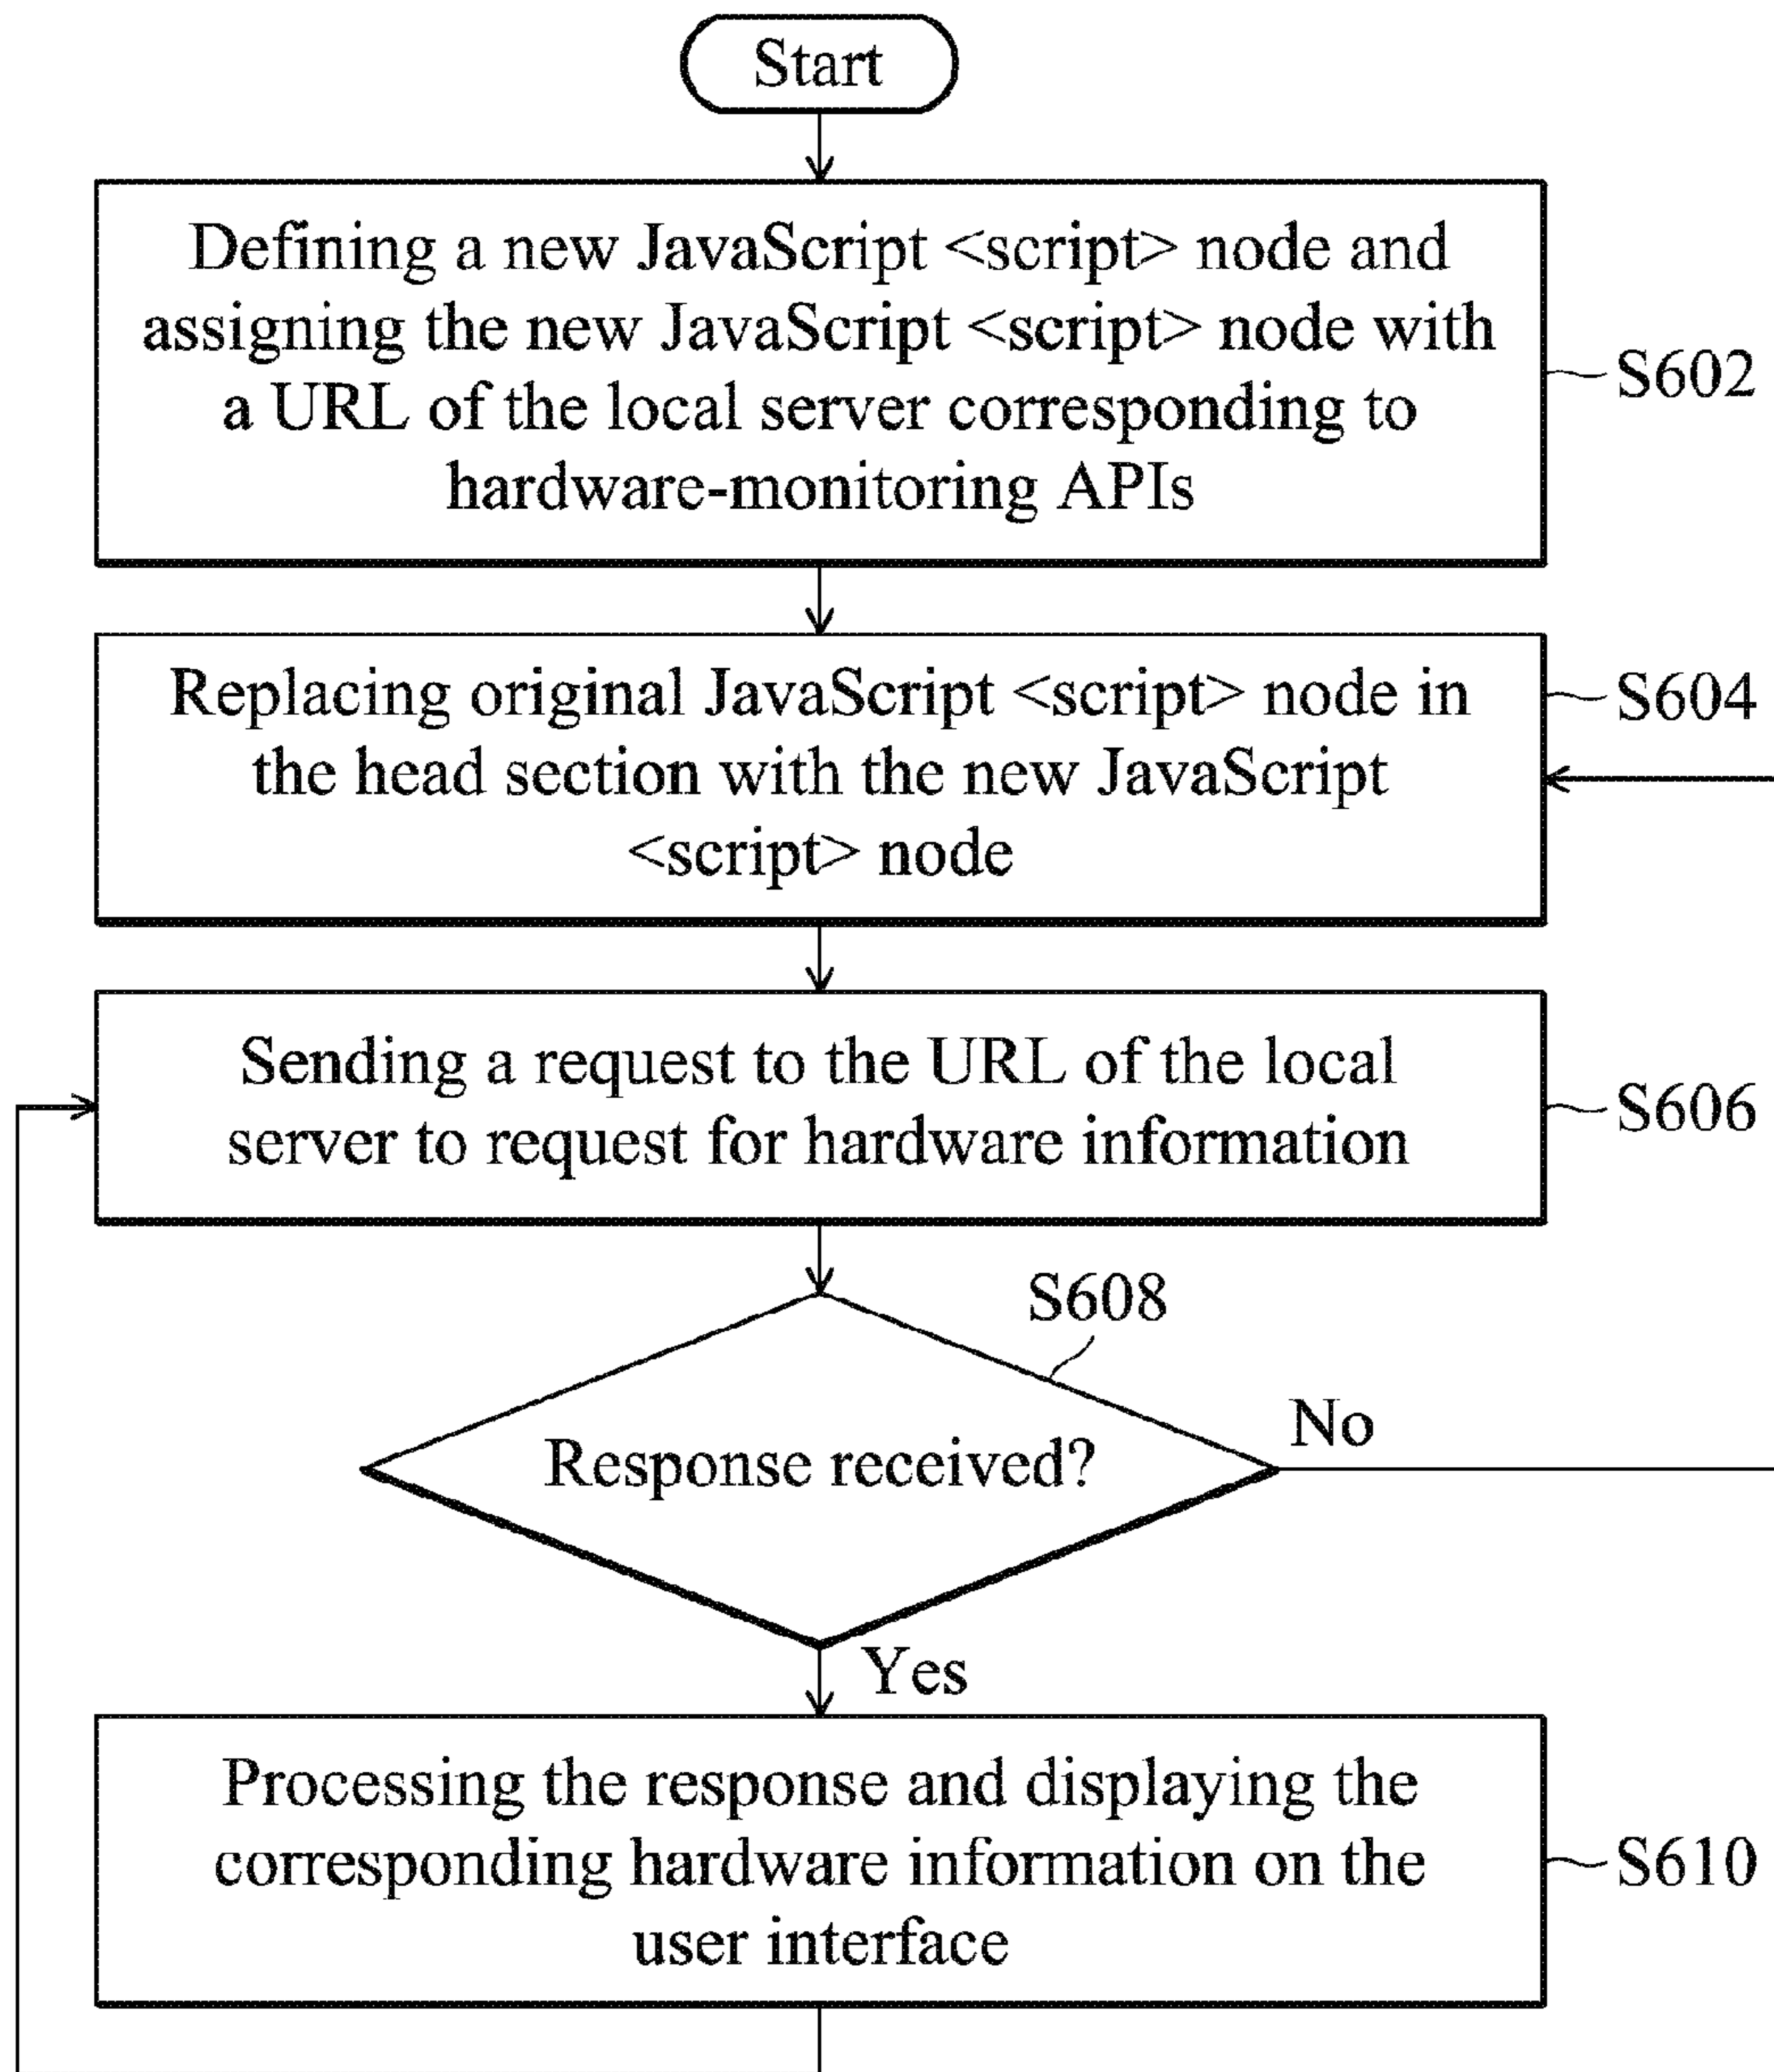 Start
Defining a new JavaScript <script> node and
assigning the new JavaScript <script> node with
a URL of the local server corresponding to
hardware-monitoring APIs
S602
Replacing original JavaScript <script> node in
the head section with the new JavaScript
<script> node
S604
Sending a request to the URL of the local
server to request for hardware information
S606
S608
Response received?
No
Yes
Processing the response and displaying the
corresponding hardware information on the
user interface
S610